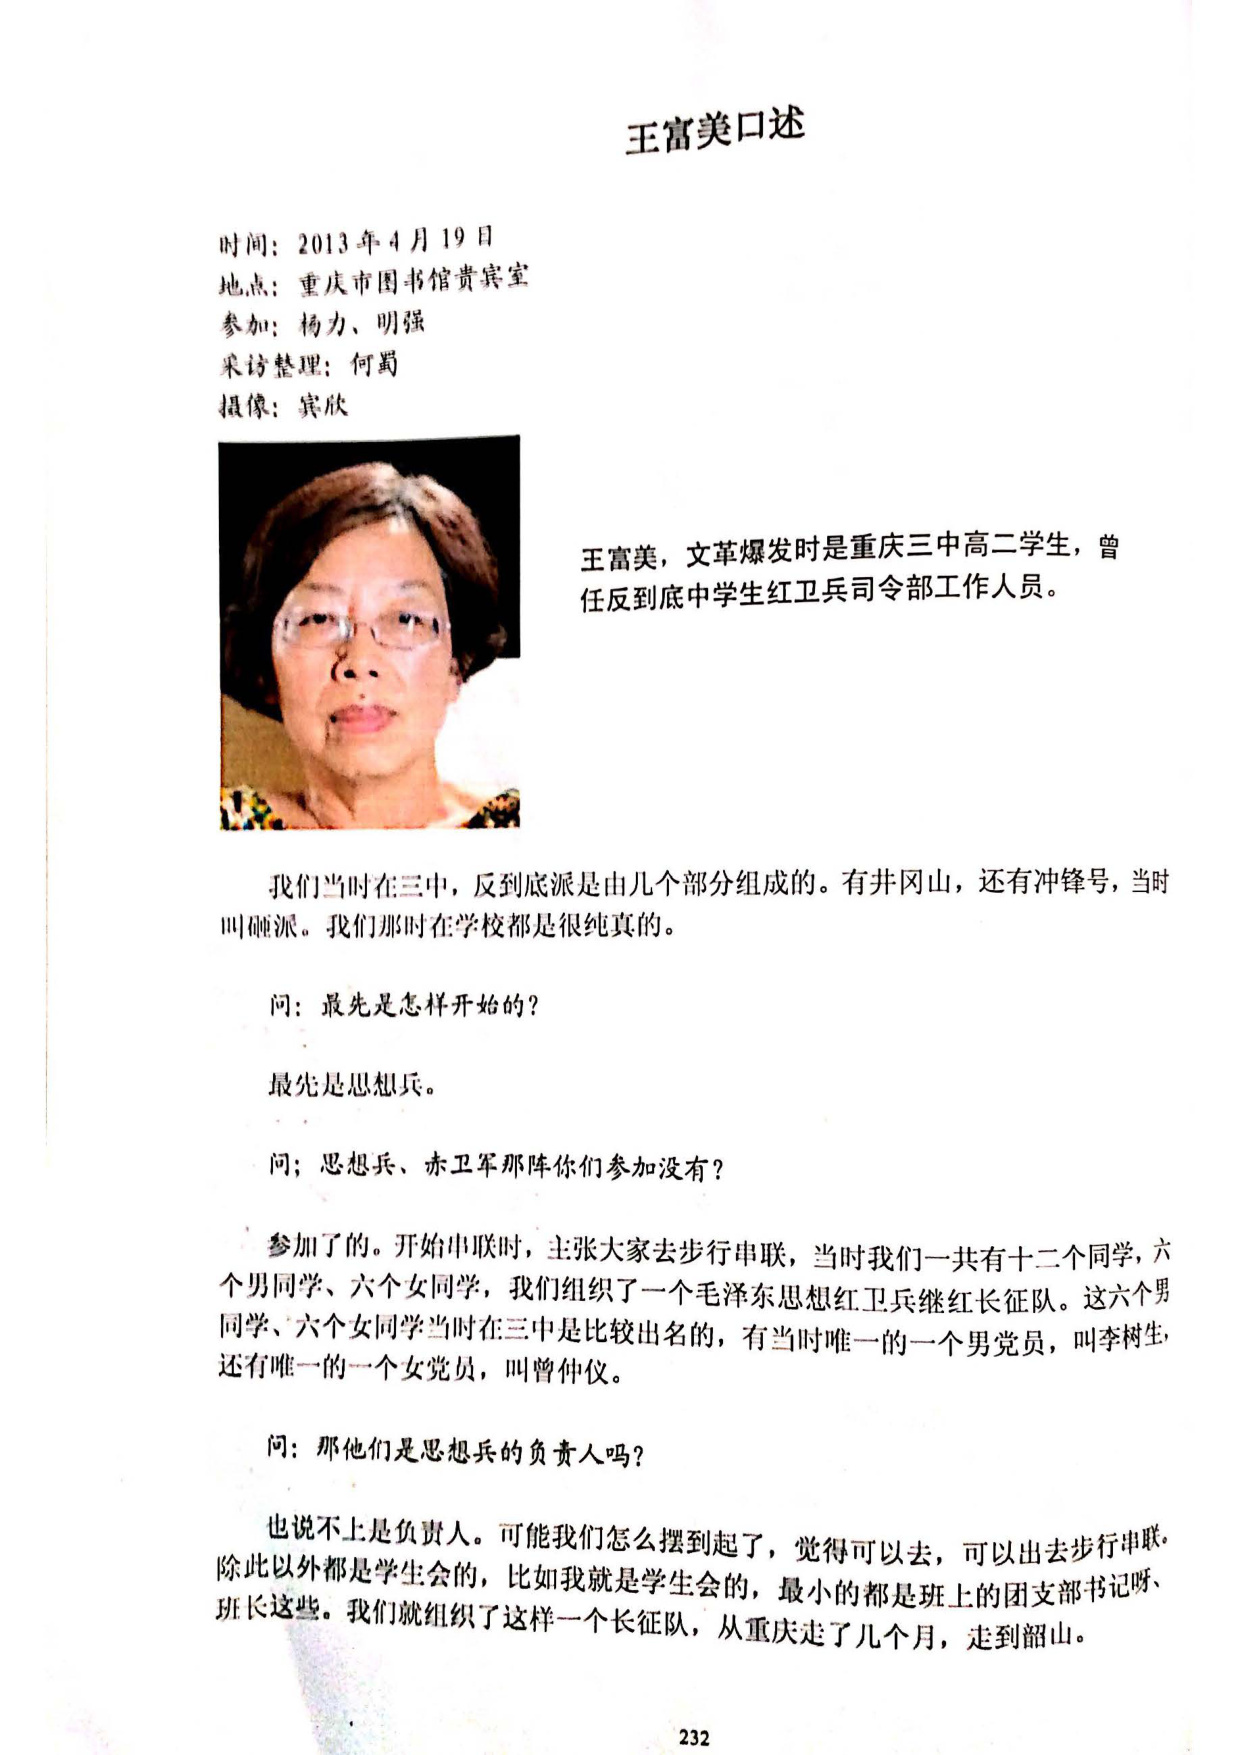 王富美口述
时间：2013年4月19日
地点：重庆市图书馆贵宾室
参加：杨力、明强
采访整理：何蜀
摄像：宾欣
王富美，文革爆发时是重庆三中高二学生，曾
任反到底中学生红卫兵司令部工作人员。
我们当时在三中，反到底派是由几个部分组成的。有井冈山，还有冲锋号，当时
叫砸派。我们那时在学校都是很纯真的。
问：最先是怎样开始的？
最先是思想兵。
问；思想兵、赤卫军那阵你们参加没有？
参加了的。开始串联时，主张大家去步行串联，当时我们一共有十二个同学，六
个男同学、六个女同学，我们组织了一个毛泽东思想红卫兵继红长征队。这六个男
同学、六个女同学当时在三中是比较出名的，有当时唯一的一个男党员，叫李树生，
还有唯一的一个女党员，叫曾仲仪。
问：那他们是思想兵的负责人吗？
也说不上是负责人。可能我们怎么摆到起了，觉得可以去，可以出去步行串联。
除此以外都是学生会的，比如我就是学生会的，最小的都是班上的团支部书记呀、
班长这些。我们就组织了这样一个长征队，从重庆走了几个月，走到韶山。
232